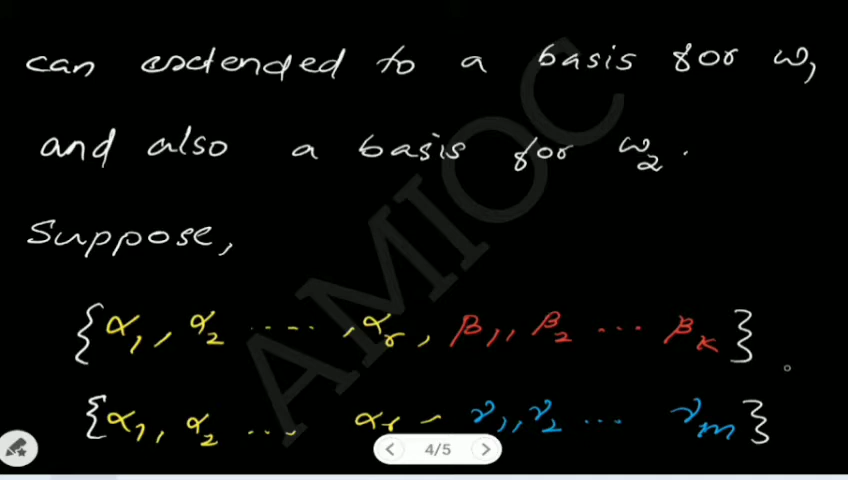 can extended to a basis for W₁
and also a basis for W₂.
Suppose,
{α₁, α₂ ..... , αᵣ, β₁, β₂ ... βₖ}
{α₁, α₂ .... αᵣ - γ₁, γ₂ ... γₘ}
4/5
AMIOC